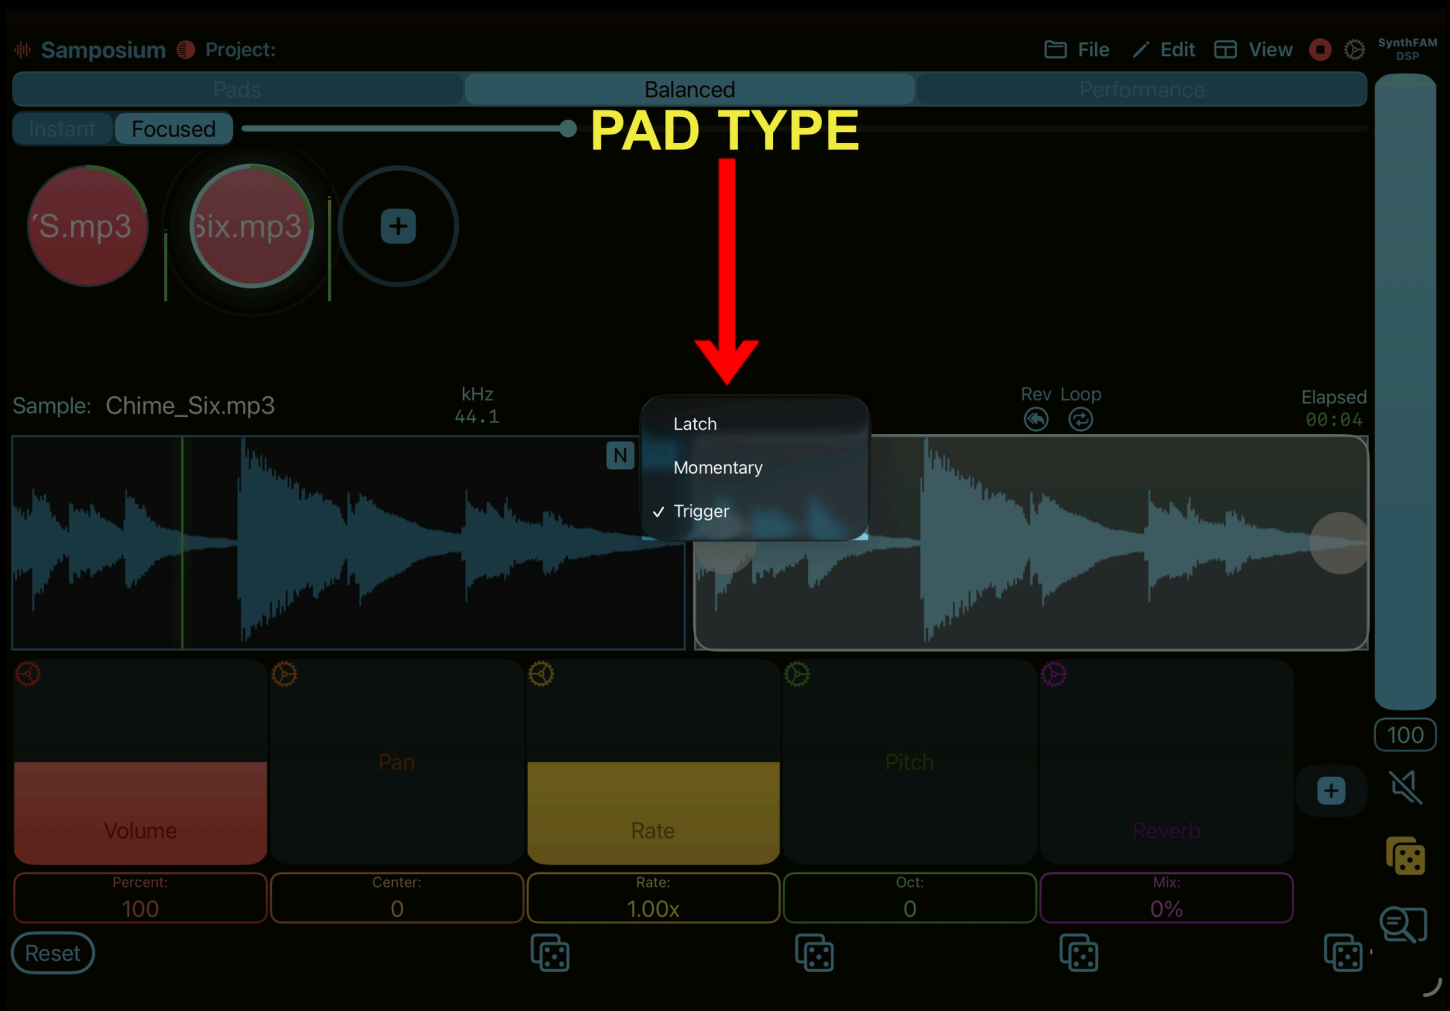 Samposium Project:
File Edit View
SynthFAM
DSP
Pads Balanced Performance
Instant Focused
PAD TYPE
'S.mp3 Six.mp3
Sample: Chime_Six.mp3
kHz
44.1
Rev Loop
Elapsed
00:04
N
Latch
Momentary
Trigger
Volume
Pan
Rate
Pitch
Reverb
100
Percent:
100
Center:
0
Rate:
1.00x
Oct:
0
Mix:
0%
Reset